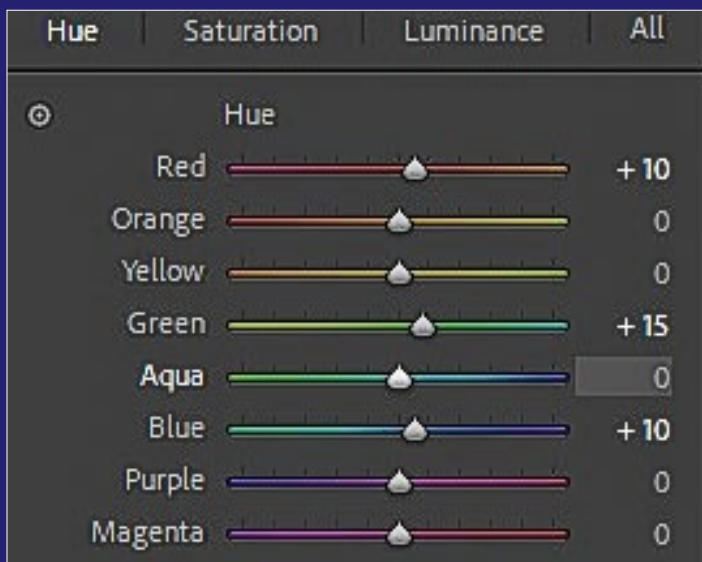 Hue Saturation Luminance All
Hue
Red +10
Orange 0
Yellow 0
Green +15
Aqua 0
Blue +10
Purple 0
Magenta 0